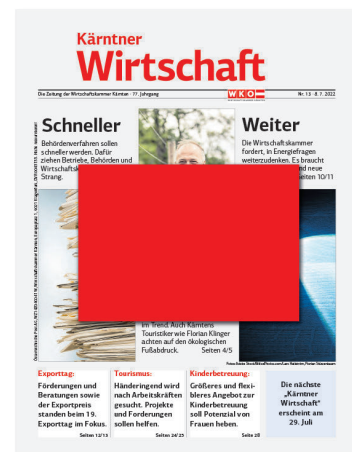 Kärntner
Wirtschaft
Die Zeitung der Wirtschaftskammer Kärnten · 77. Jahrgang
WKO
Nr. 13 · 8. 7. 2022
Schneller
Behördenverfahren sollen
schneller werden. Dafür
ziehen Betriebe, Behörden und
Strang.
Weiter
Die Wirtschaftskammer
fordert, in Energiefragen
weiterzudenken. Es braucht
nd neue
Seiten 10/11
im Trend. Auch Kärntens
Touristiker wie Florian Klinger
achten auf den ökologischen
Fußabdruck. Seiten 4/5
Exporttag:
Förderungen und
Beratungen sowie
der Exportpreis
standen beim 19.
Exporttag im Fokus.
Seiten 12/13
Tourismus:
Händeringend wird
nach Arbeitskräften
gesucht. Projekte
und Forderungen
sollen helfen.
Seiten 24/25
Kinderbetreuung:
Größeres und flexi-
bleres Angebot zur
Kinderbetreuung
soll Potenzial von
Frauen heben.
Seite 28
Die nächste
„Kärntner
Wirtschaft“
erscheint am
29. Juli